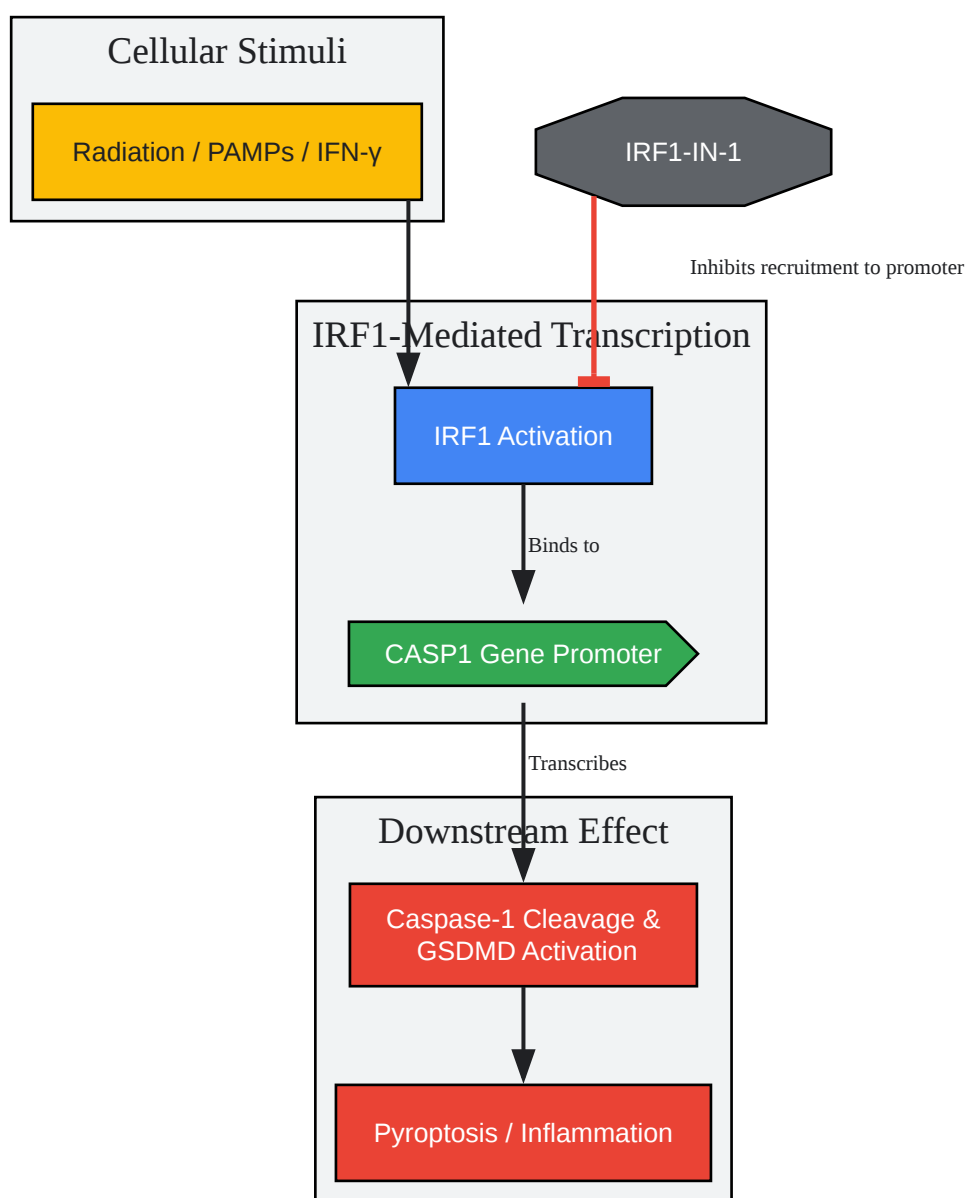 Cellular Stimuli
Radiation / PAMPs / IFN-γ
IRF1-IN-1
Inhibits recruitment to promoter
IRF1-Mediated Transcription
IRF1 Activation
Binds to
CASP1 Gene Promoter
Transcribes
Downstream Effect
Caspase-1 Cleavage &
GSDMD Activation
Pyroptosis / Inflammation